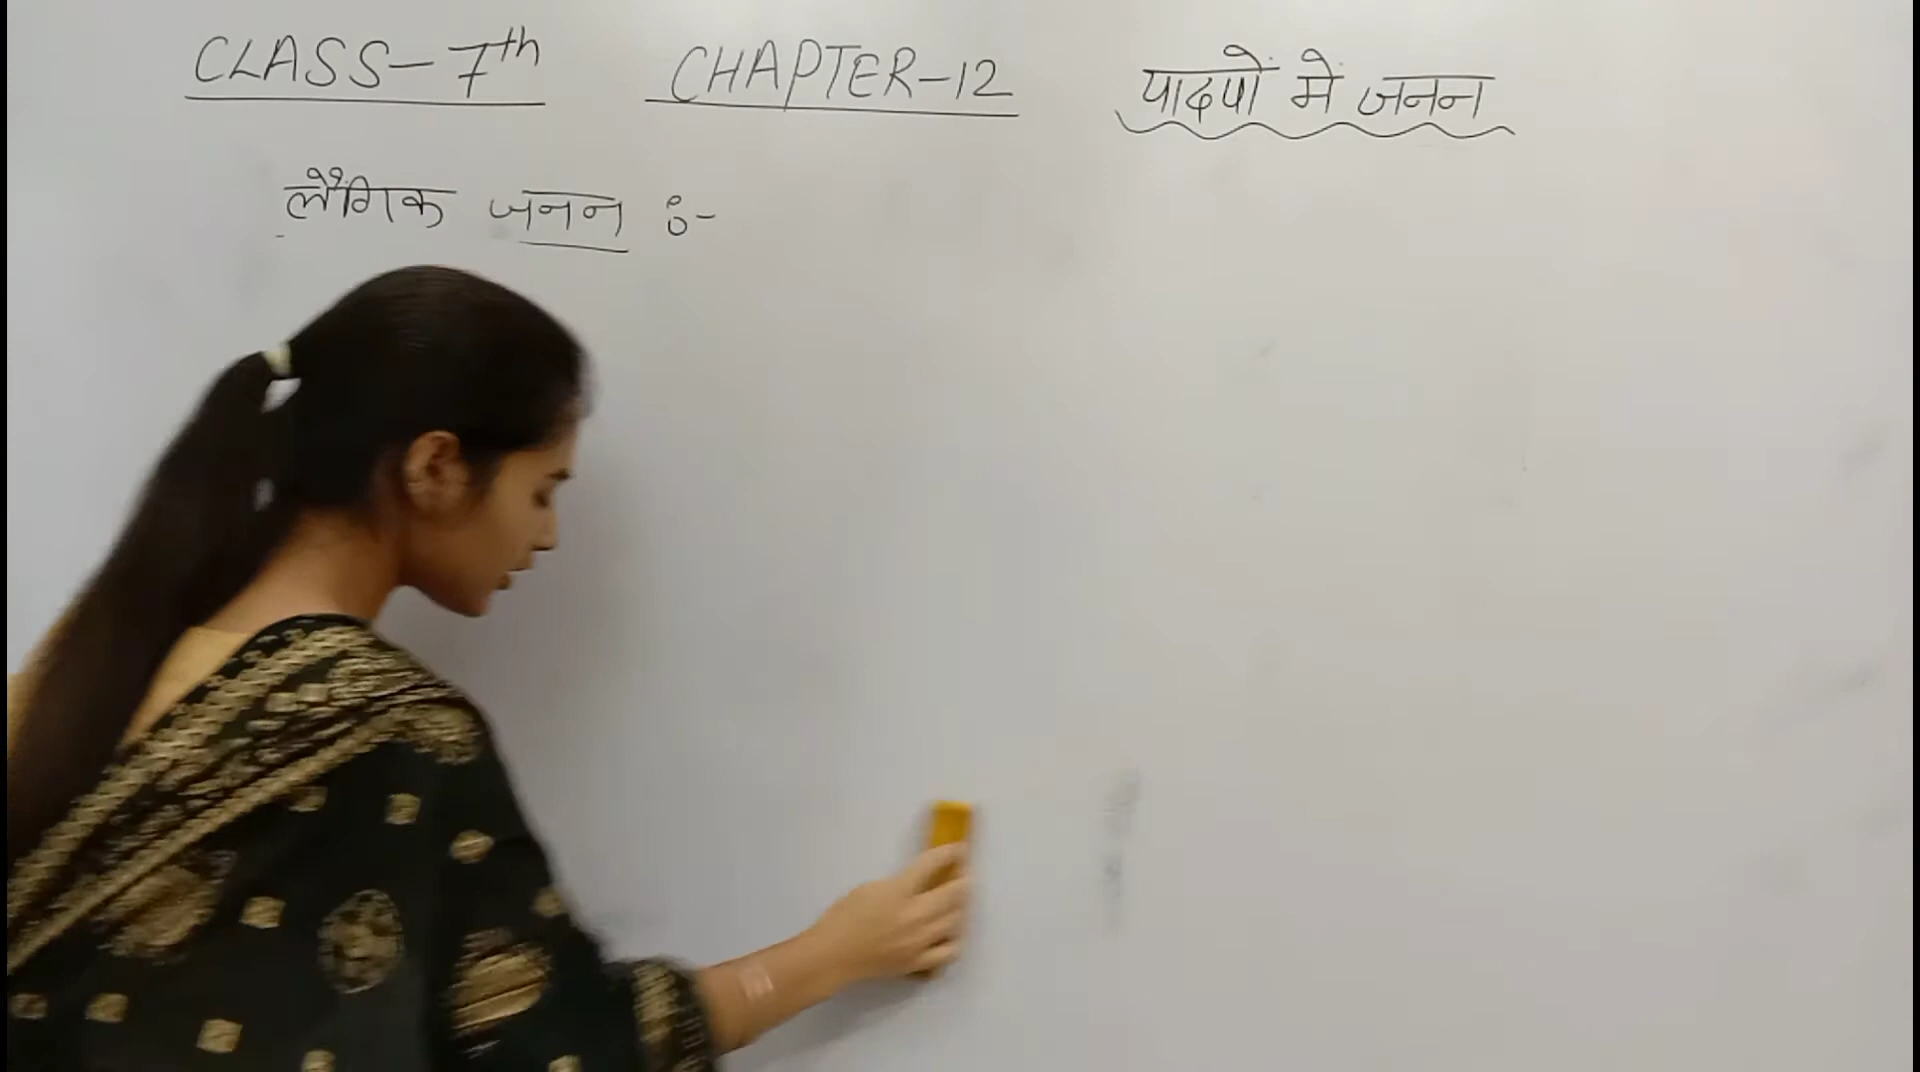 CLASS-7th CHAPTER-12 पादपों में जनन
लैंगिक जनन :-